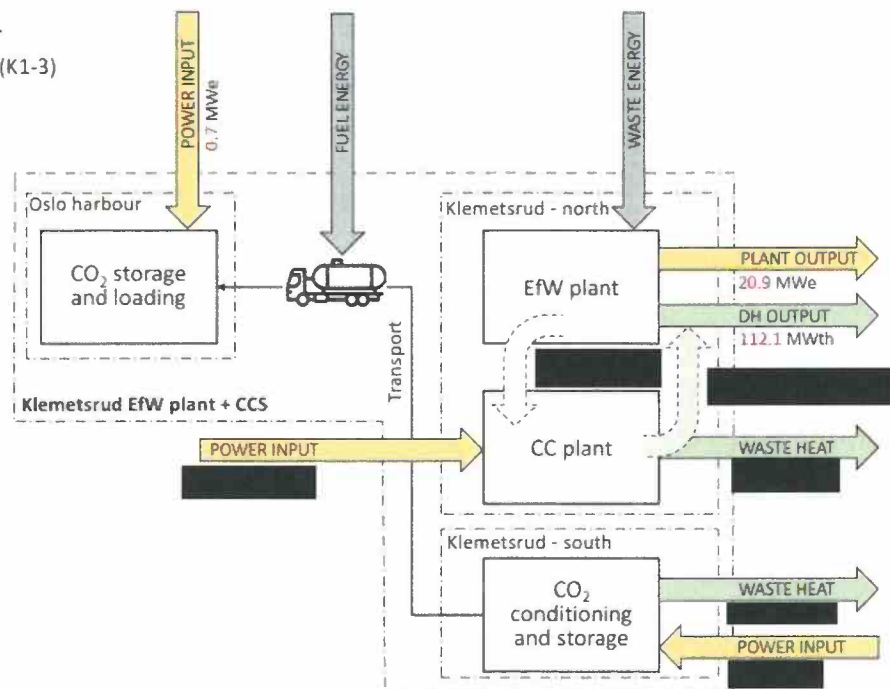 (K1-3)
POWER INPUT
0.7 MWe
FUEL ENERGY
WASTE ENERGY
Oslo harbour
CO₂ storage
and loading
Klemetsrud - north
EfW plant
PLANT OUTPUT
20.9 MWe
DH OUTPUT
112.1 MWth
Transport
Klemetsrud EfW plant + CCS
POWER INPUT
CC plant
WASTE HEAT
Klemetsrud - south
CO₂
conditioning
and storage
WASTE HEAT
POWER INPUT